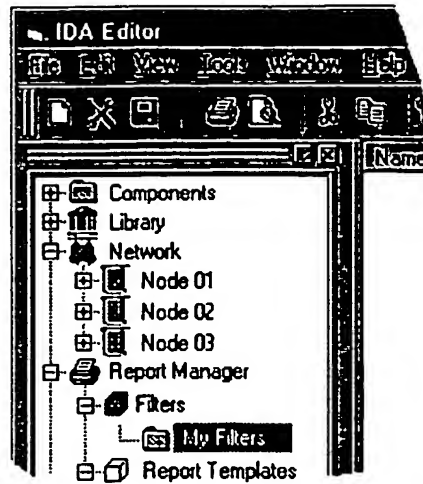 IDA Editor
File Edit View Tools Window Help
Name
Components
Library
Network
Node 01
Node 02
Node 03
Report Manager
Filters
My Filters
Report Templates